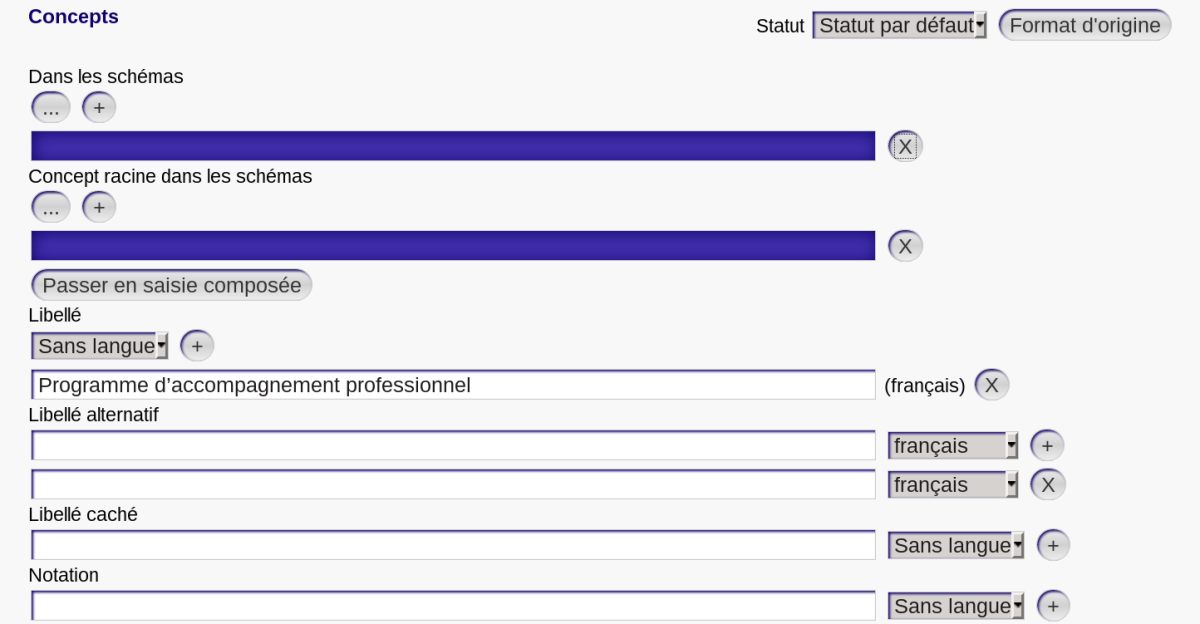 Concepts
Statut Statut par défaut Format d'origine
Dans les schémas
... +
X
Concept racine dans les schémas
... +
X
Passer en saisie composée
Libellé
Sans langue +
Programme d’accompagnement professionnel (français) X
Libellé alternatif
français +
français X
Libellé caché
Sans langue +
Notation
Sans langue +